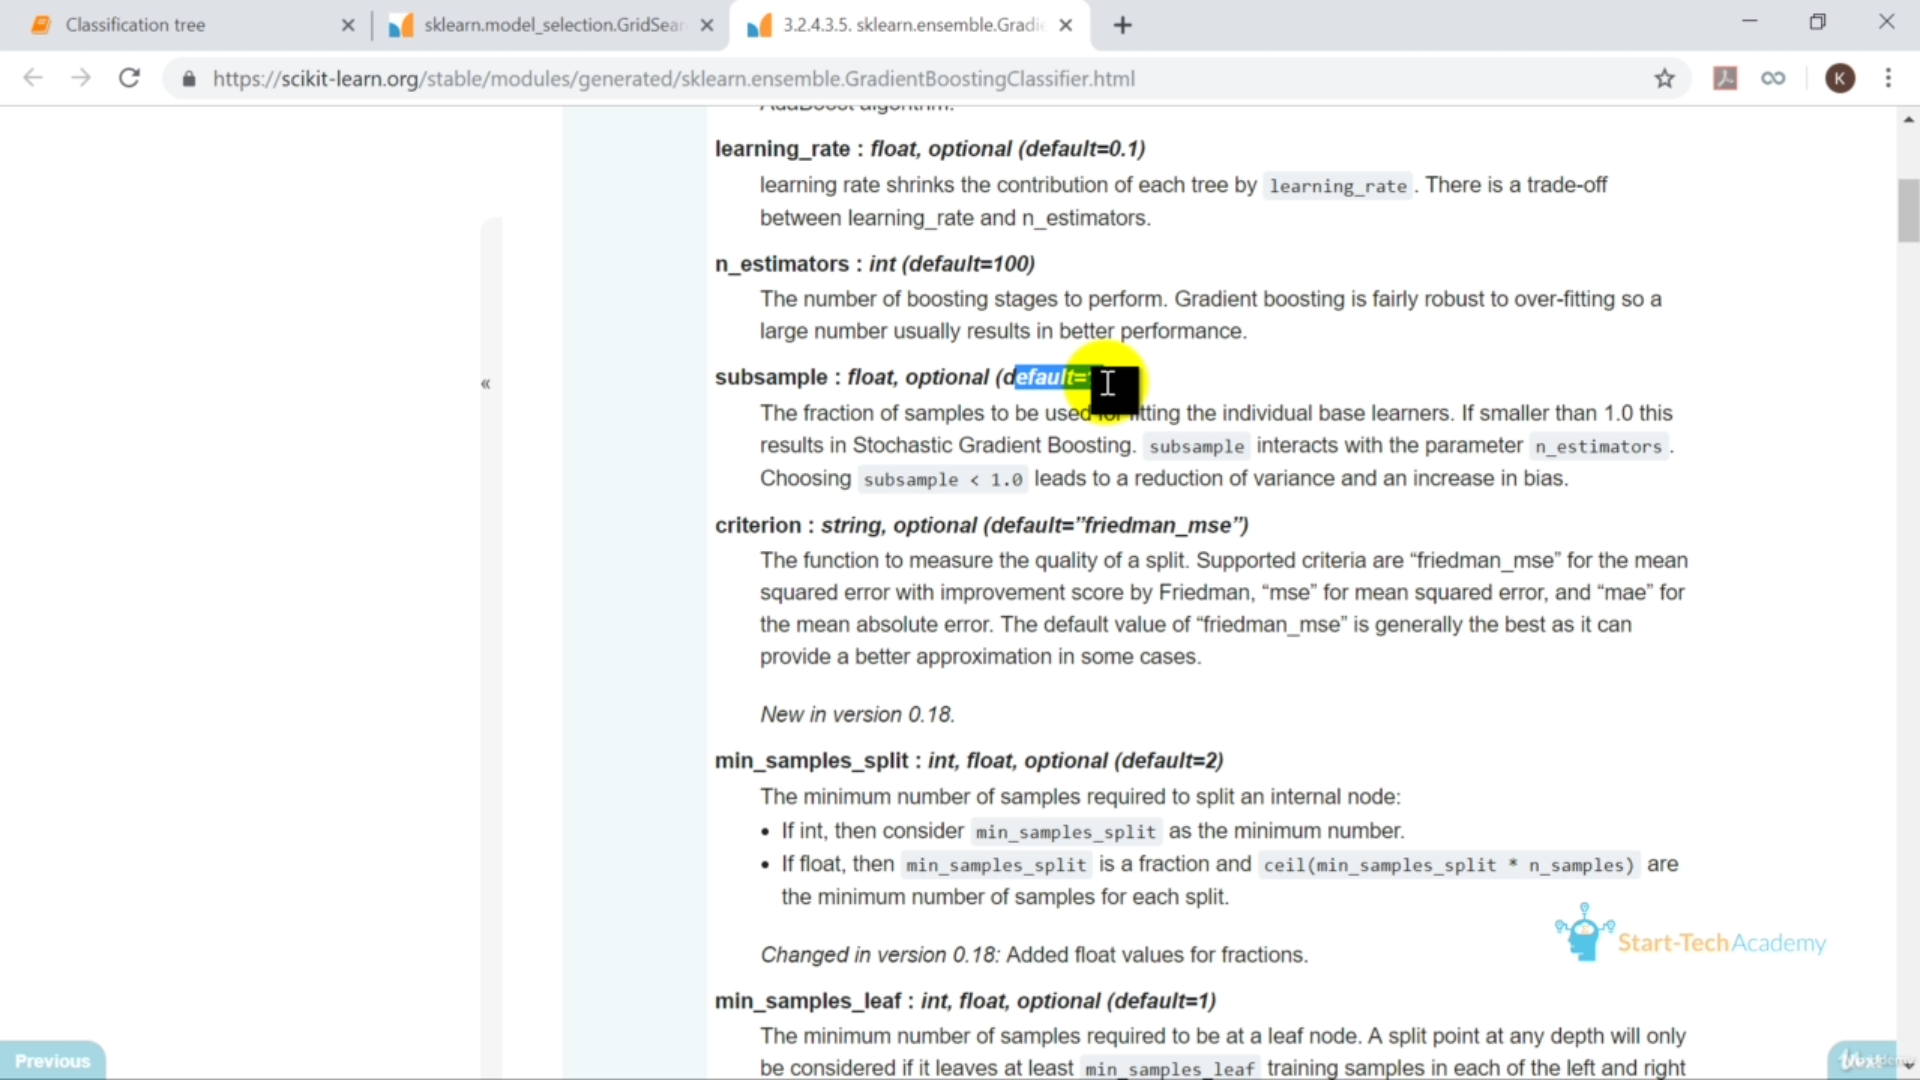 Classification tree
sklearn.model_selection.GridSear
3.2.4.3.5. sklearn.ensemble.Gradie
https://scikit-learn.org/stable/modules/generated/sklearn.ensemble.GradientBoostingClassifier.html
K
AdaBoost algorithm.
learning_rate : float, optional (default=0.1)
learning rate shrinks the contribution of each tree by learning_rate . There is a trade-off
between learning_rate and n_estimators.
n_estimators : int (default=100)
The number of boosting stages to perform. Gradient boosting is fairly robust to over-fitting so a
large number usually results in better performance.
subsample : float, optional (default=
The fraction of samples to be used for fitting the individual base learners. If smaller than 1.0 this
results in Stochastic Gradient Boosting. subsample interacts with the parameter n_estimators .
Choosing subsample < 1.0 leads to a reduction of variance and an increase in bias.
«
criterion : string, optional (default=”friedman_mse”)
The function to measure the quality of a split. Supported criteria are “friedman_mse” for the mean
squared error with improvement score by Friedman, “mse” for mean squared error, and “mae” for
the mean absolute error. The default value of “friedman_mse” is generally the best as it can
provide a better approximation in some cases.
New in version 0.18.
min_samples_split : int, float, optional (default=2)
The minimum number of samples required to split an internal node:
• If int, then consider min_samples_split as the minimum number.
• If float, then min_samples_split is a fraction and ceil(min_samples_split * n_samples) are
the minimum number of samples for each split.
Start-TechAcademy
Changed in version 0.18: Added float values for fractions.
min_samples_leaf : int, float, optional (default=1)
The minimum number of samples required to be at a leaf node. A split point at any depth will only
be considered if it leaves at least min_samples_leaf training samples in each of the left and right
Previous